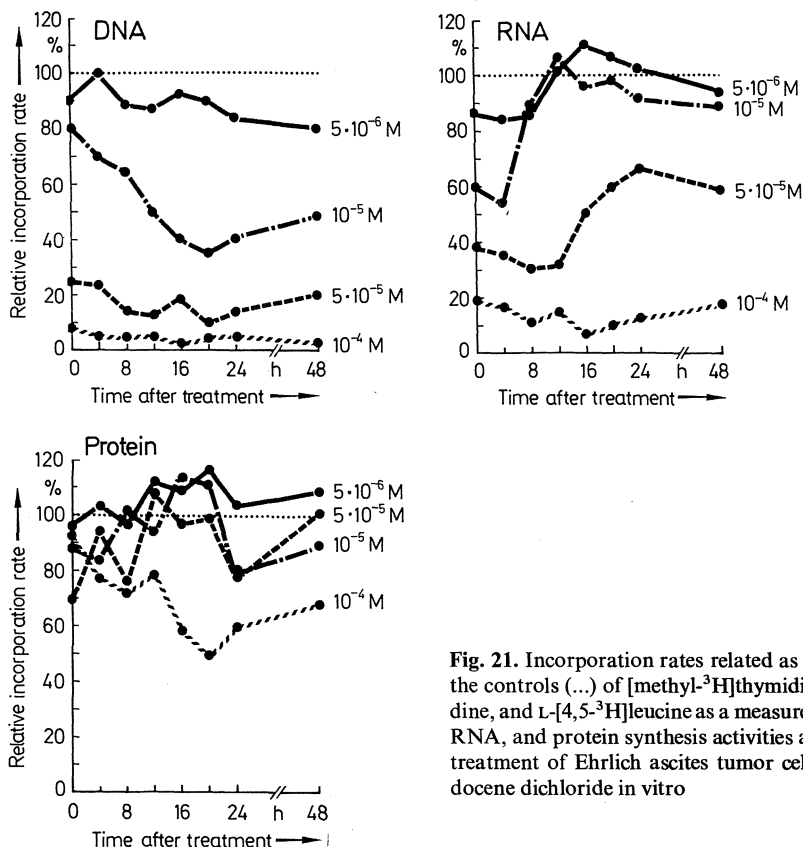 DNA
120
%
100
80
60
40
20
0
Relative incorporation rate
5·10⁻⁶ M
10⁻⁵ M
5·10⁻⁵ M
10⁻⁴ M
0 8 16 24 h 48
Time after treatment
RNA
120
%
100
80
60
40
20
0
5·10⁻⁶ M
10⁻⁵ M
5·10⁻⁵ M
10⁻⁴ M
0 8 16 24 h 48
Time after treatment
Protein
120
%
100
80
60
40
20
0
Relative incorporation rate
5·10⁻⁶ M
5·10⁻⁵ M
10⁻⁵ M
10⁻⁴ M
0 8 16 24 h 48
Time after treatment
Fig. 21. Incorporation rates related as
the controls (...) of [methyl-³H]thymidi
dine, and L-[4,5-³H]leucine as a measure
RNA, and protein synthesis activities a
treatment of Ehrlich ascites tumor cel
docene dichloride in vitro